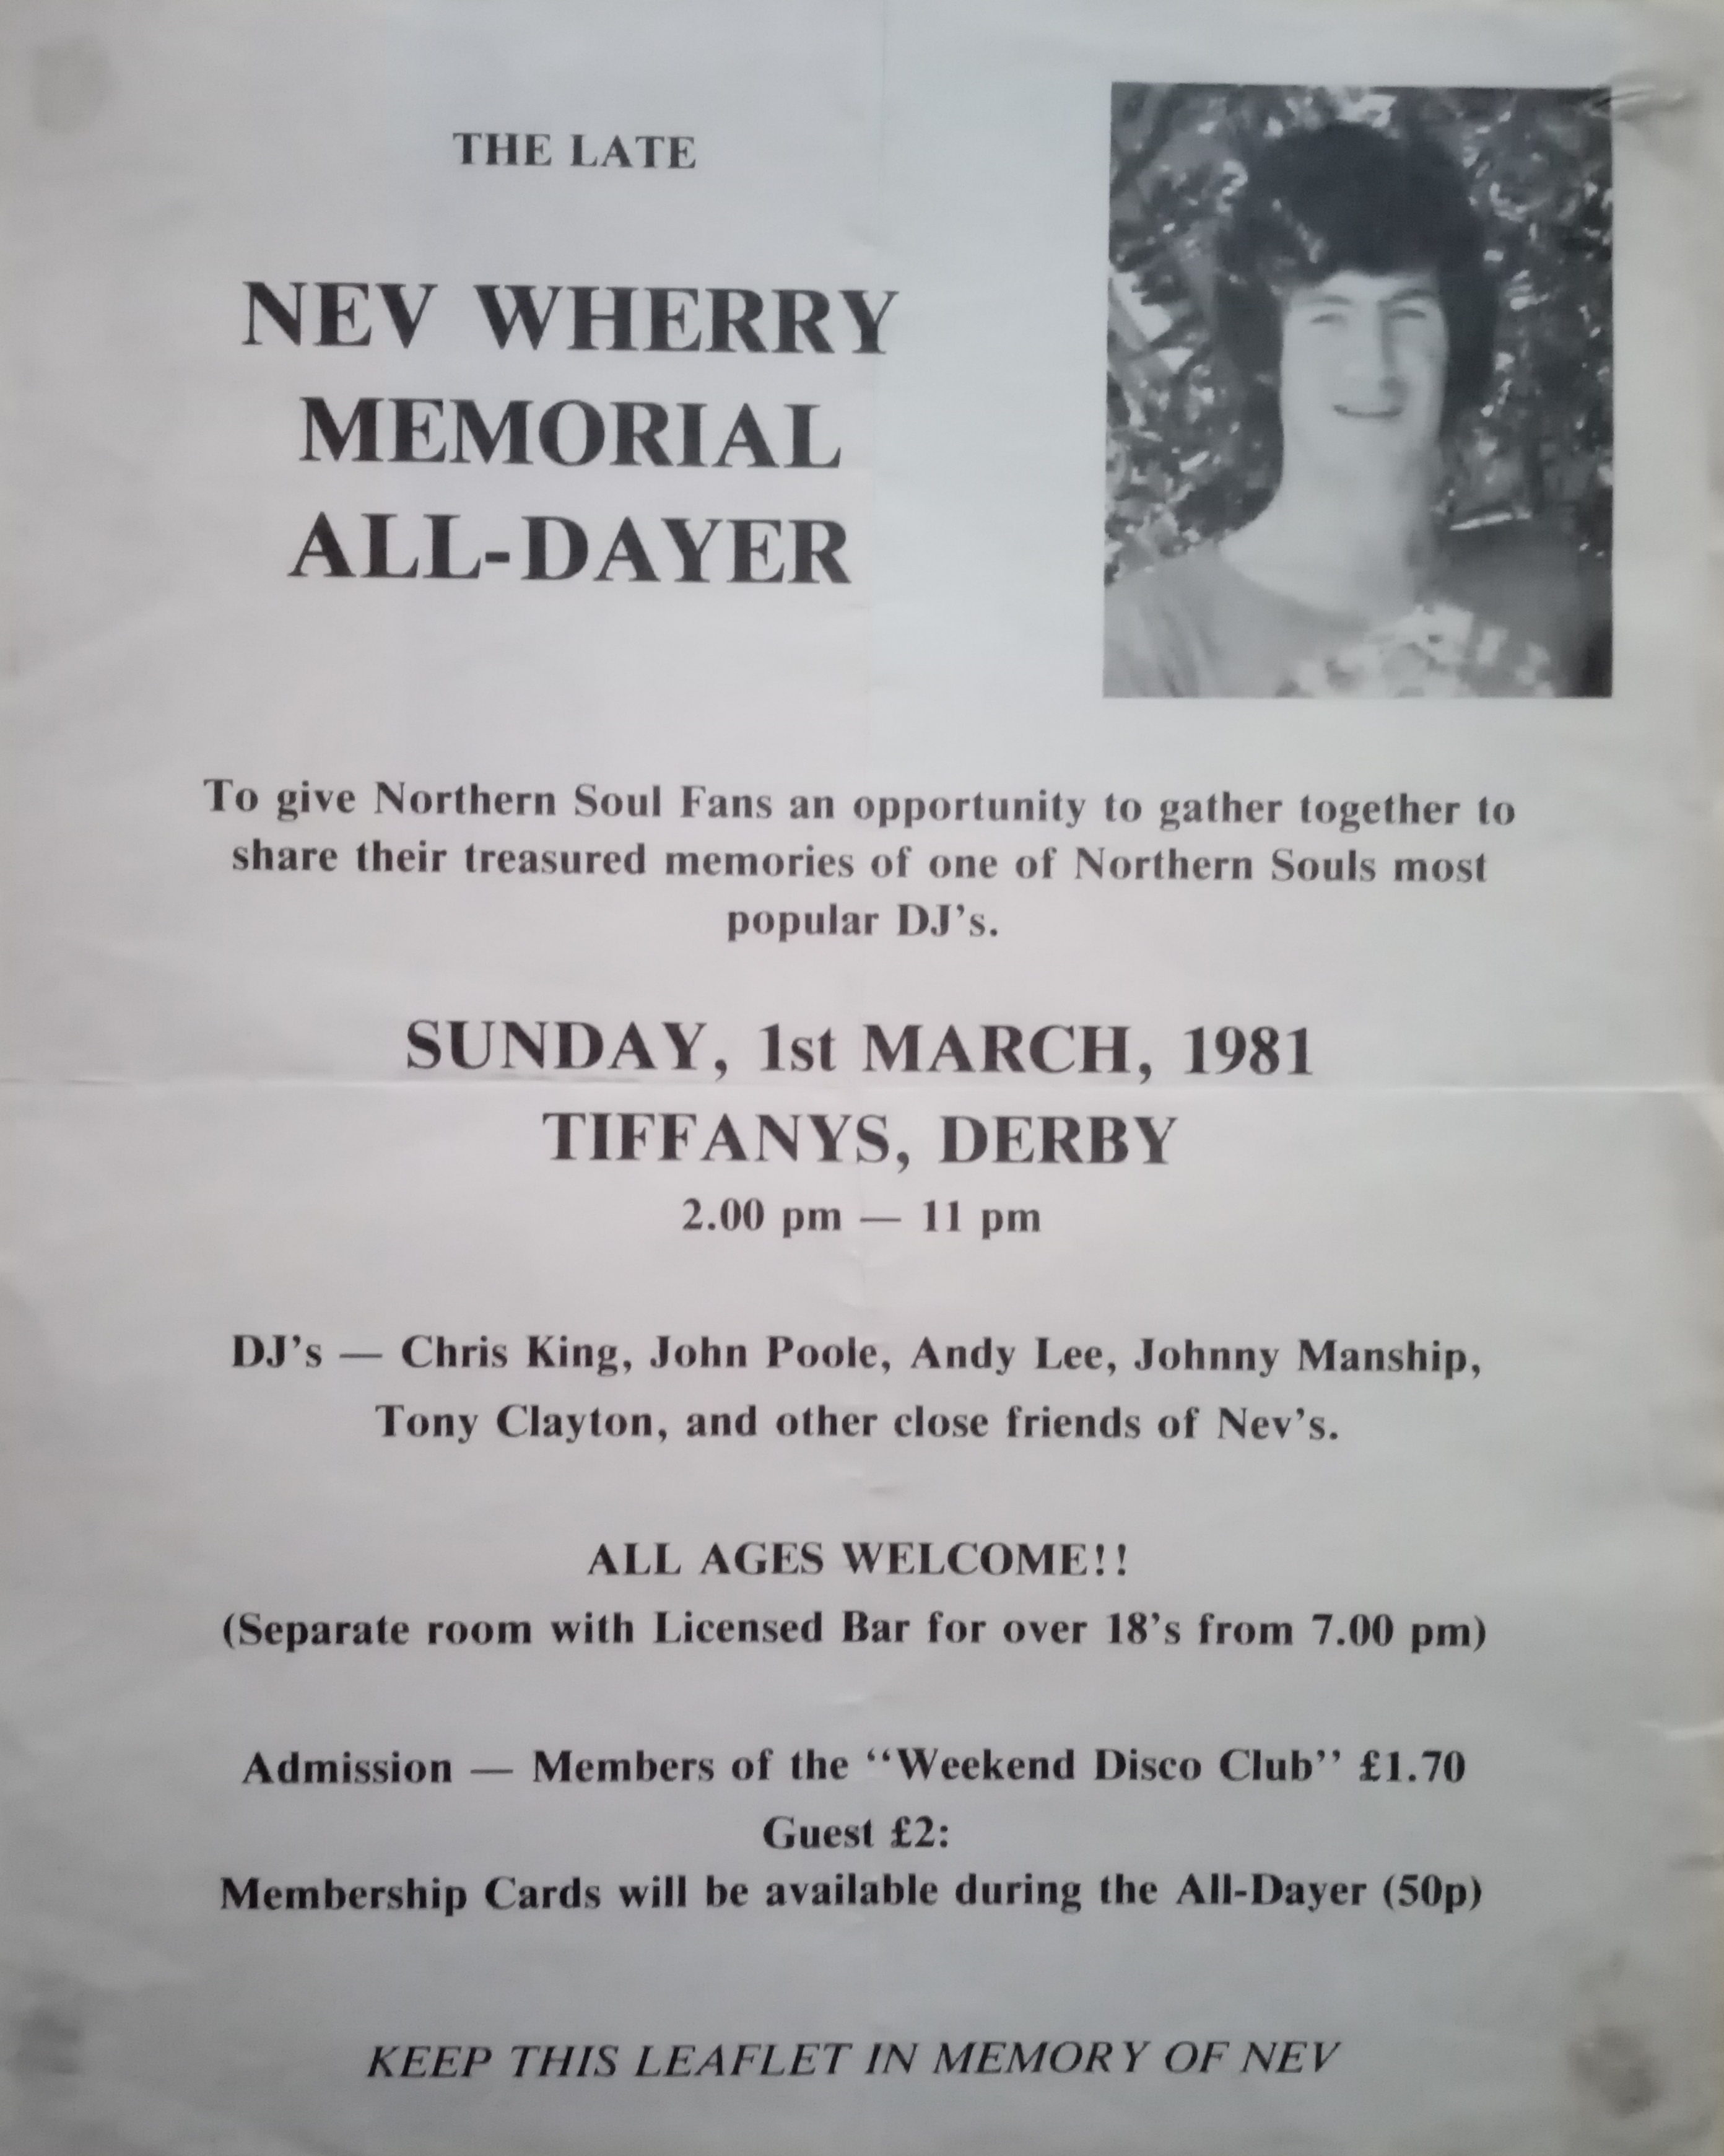 THE LATE
NEV WHERRY
MEMORIAL
ALL-DAYER
To give Northern Soul Fans an opportunity to gather together to
share their treasured memories of one of Northern Souls most
popular DJ's.
SUNDAY, 1st MARCH, 1981
TIFFANYS, DERBY
2.00 pm — 11 pm
DJ's — Chris King, John Poole, Andy Lee, Johnny Manship,
Tony Clayton, and other close friends of Nev's.
ALL AGES WELCOME!!
(Separate room with Licensed Bar for over 18's from 7.00 pm)
Admission — Members of the “Weekend Disco Club” £1.70
Guest £2:
Membership Cards will be available during the All-Dayer (50p)
KEEP THIS LEAFLET IN MEMORY OF NEV